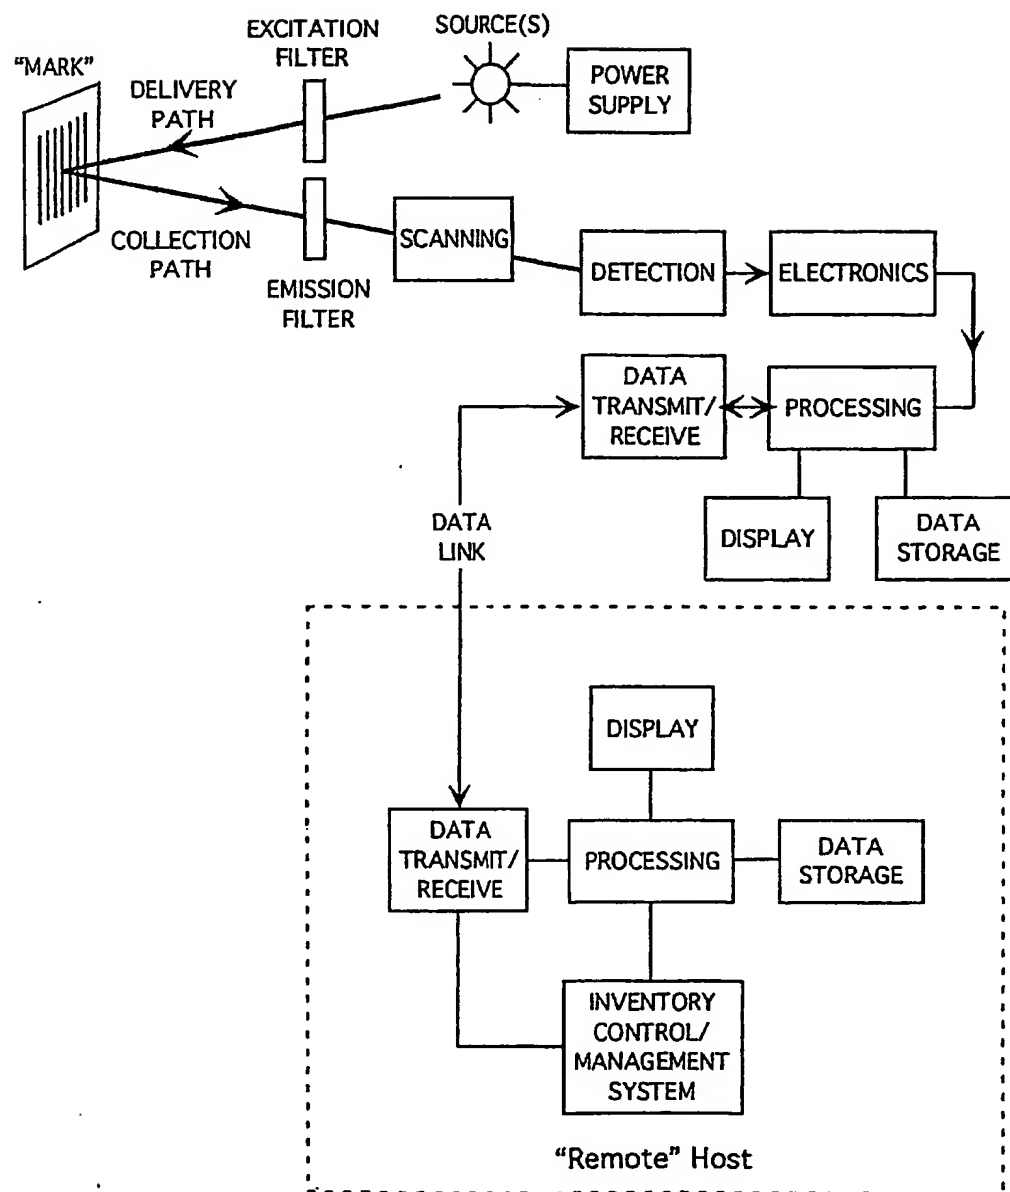 EXCITATION
FILTER
SOURCE(S)
"MARK"
DELIVERY
PATH
POWER
SUPPLY
COLLECTION
PATH
EMISSION
FILTER
SCANNING
DETECTION
ELECTRONICS
DATA
TRANSMIT/
RECEIVE
PROCESSING
DISPLAY
DATA
STORAGE
DATA
LINK
DISPLAY
DATA
TRANSMIT/
RECEIVE
PROCESSING
DATA
STORAGE
INVENTORY
CONTROL/
MANAGEMENT
SYSTEM
"Remote" Host